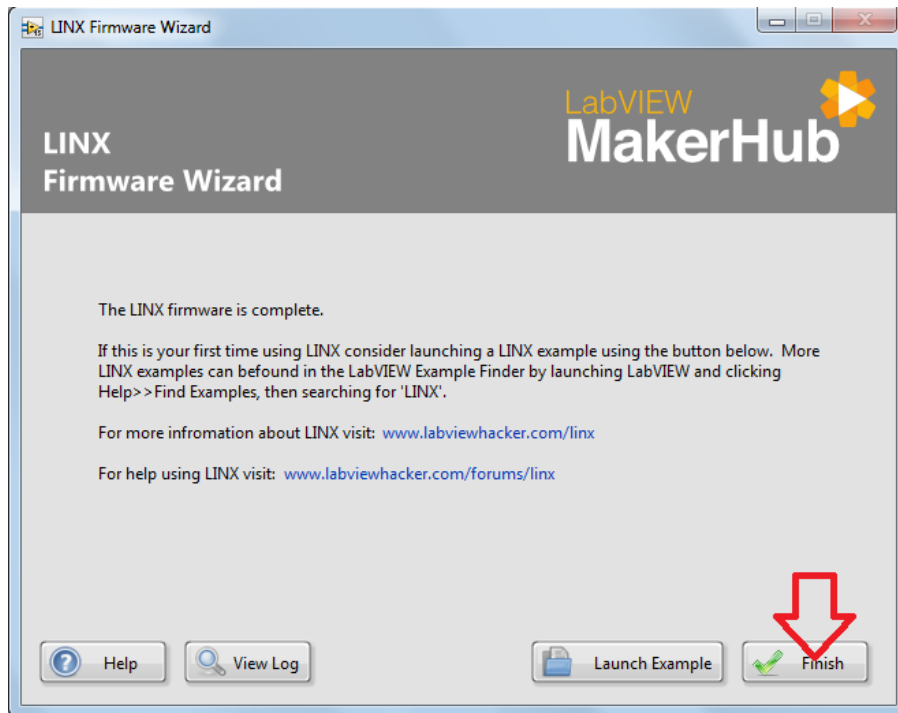 LINX Firmware Wizard
LabVIEW
MakerHub
LINX
Firmware Wizard
The LINX firmware is complete.
If this is your first time using LINX consider launching a LINX example using the button below. More
LINX examples can befound in the LabVIEW Example Finder by launching LabVIEW and clicking
Help>>Find Examples, then searching for 'LINX'.
For more infromation about LINX visit: www.labviewhacker.com/linx
For help using LINX visit: www.labviewhacker.com/forums/linx
Help
View Log
Launch Example
Finish